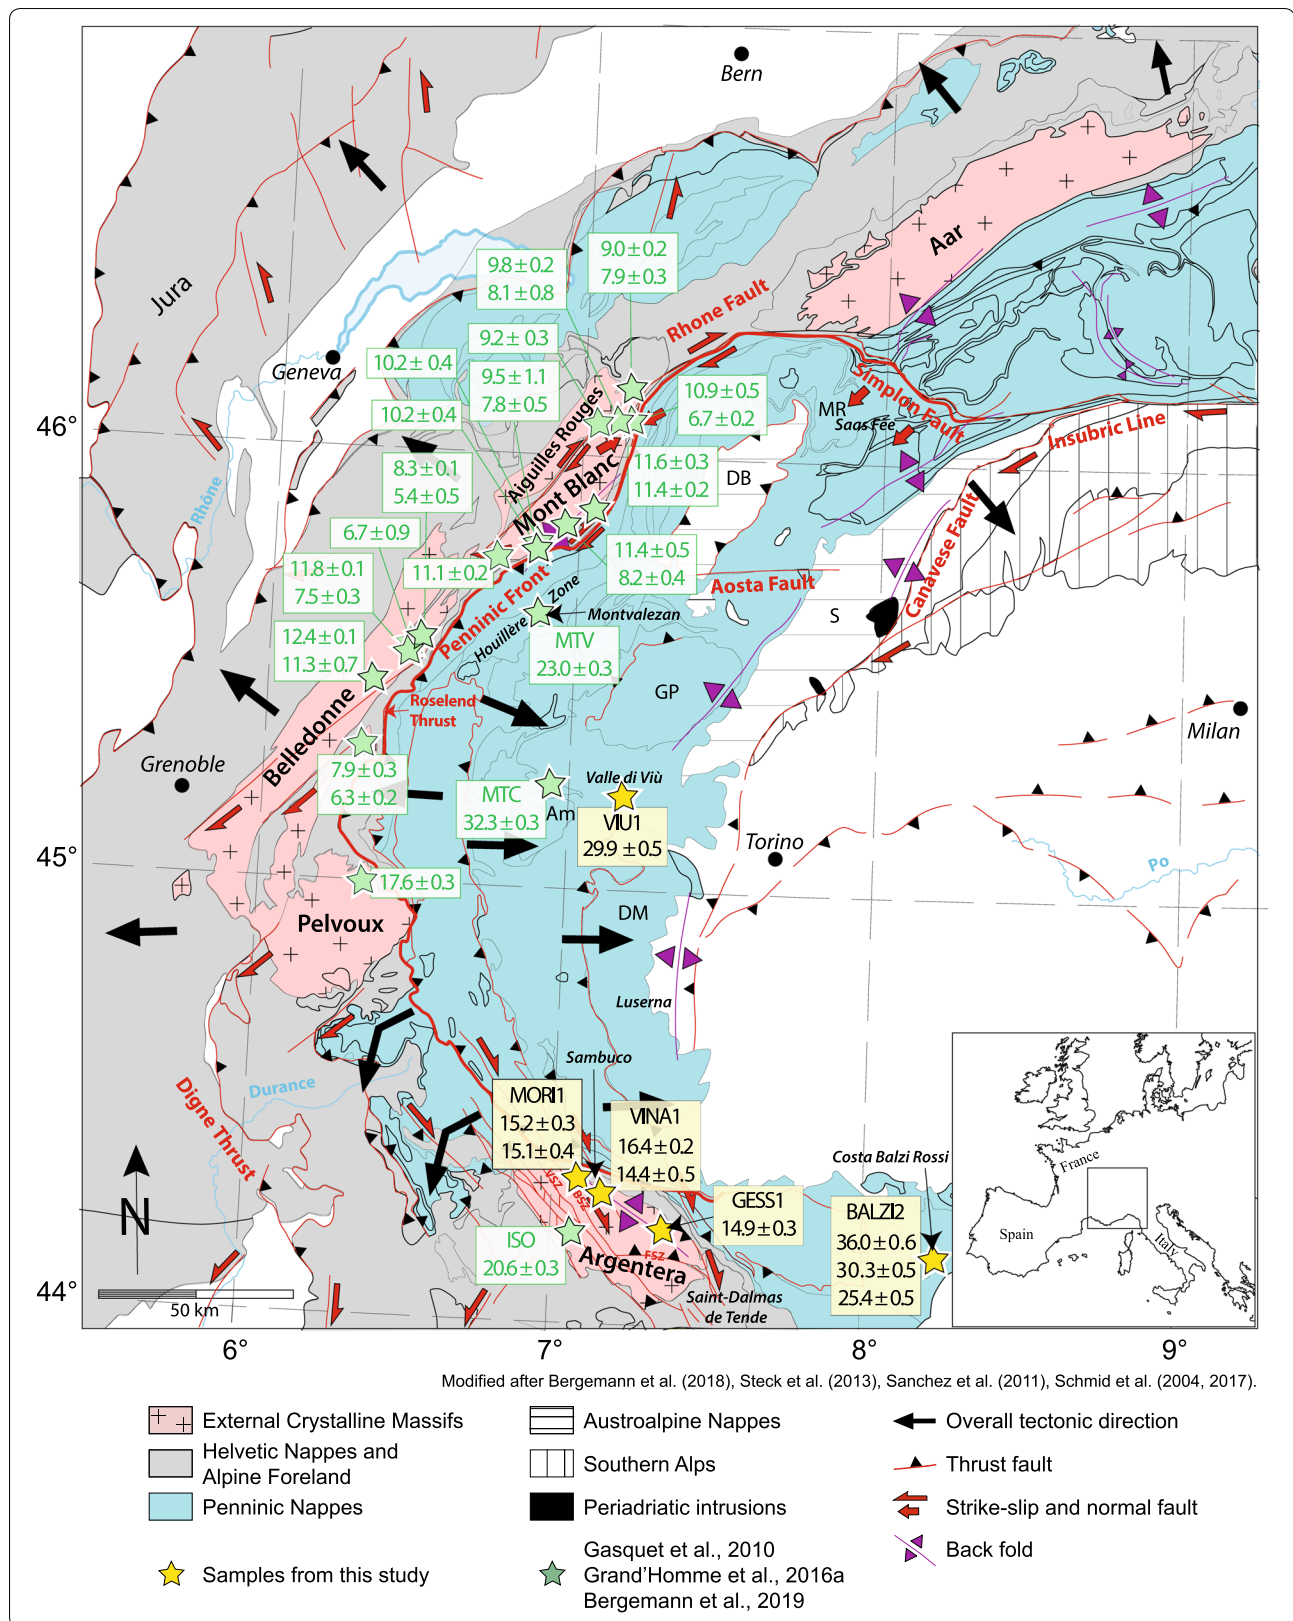 Bern
Jura
Geneva
Rhône
46°
9.8 ± 0.2
8.1 ± 0.8
9.0 ± 0.2
7.9 ± 0.3
9.2 ± 0.3
10.2 ± 0.4
9.5 ± 1.1
7.8 ± 0.5
10.2 ± 0.4
8.3 ± 0.1
5.4 ± 0.5
6.7 ± 0.9
11.8 ± 0.1
7.5 ± 0.3
11.1 ± 0.2
12.4 ± 0.1
11.3 ± 0.7
10.9 ± 0.5
6.7 ± 0.2
11.6 ± 0.3
11.4 ± 0.2
11.4 ± 0.5
8.2 ± 0.4
Rhone Fault
Aar
Simplon Fault
MR
Saas Fee
Insubric Line
Aiguilles Rouges
Mont Blanc
DB
Canavese Fault
Aosta Fault
S
Penninic Front
Houillère Zone
Montvalezan
MTV
23.0 ± 0.3
GP
Roselend
Thrust
Belledonne
Milan
Grenoble
7.9 ± 0.3
6.3 ± 0.2
MTC
32.3 ± 0.3
Am
Valle di Viù
VIU1
29.9 ± 0.5
Torino
45°
Po
17.6 ± 0.3
Pelvoux
DM
Luserna
Sambuco
Durance
Digne Thrust
MORI1
15.2 ± 0.3
15.1 ± 0.4
VINA1
16.4 ± 0.2
14.4 ± 0.5
VSZ
BSZ
FSZ
GESS1
14.9 ± 0.3
Costa Balzi Rossi
BALZI2
36.0 ± 0.6
30.3 ± 0.5
25.4 ± 0.5
ISO
20.6 ± 0.3
Argentera
Saint-Dalmas
de Tende
France
Spain
Italy
N
44°
50 km
6°
7°
8°
9°
Modified after Bergemann et al. (2018), Steck et al. (2013), Sanchez et al. (2011), Schmid et al. (2004, 2017).
External Crystalline Massifs
Helvetic Nappes and
Alpine Foreland
Penninic Nappes
Samples from this study
Austroalpine Nappes
Southern Alps
Periadriatic intrusions
Gasquet et al., 2010
Grand'Homme et al., 2016a
Bergemann et al., 2019
Overall tectonic direction
Thrust fault
Strike-slip and normal fault
Back fold